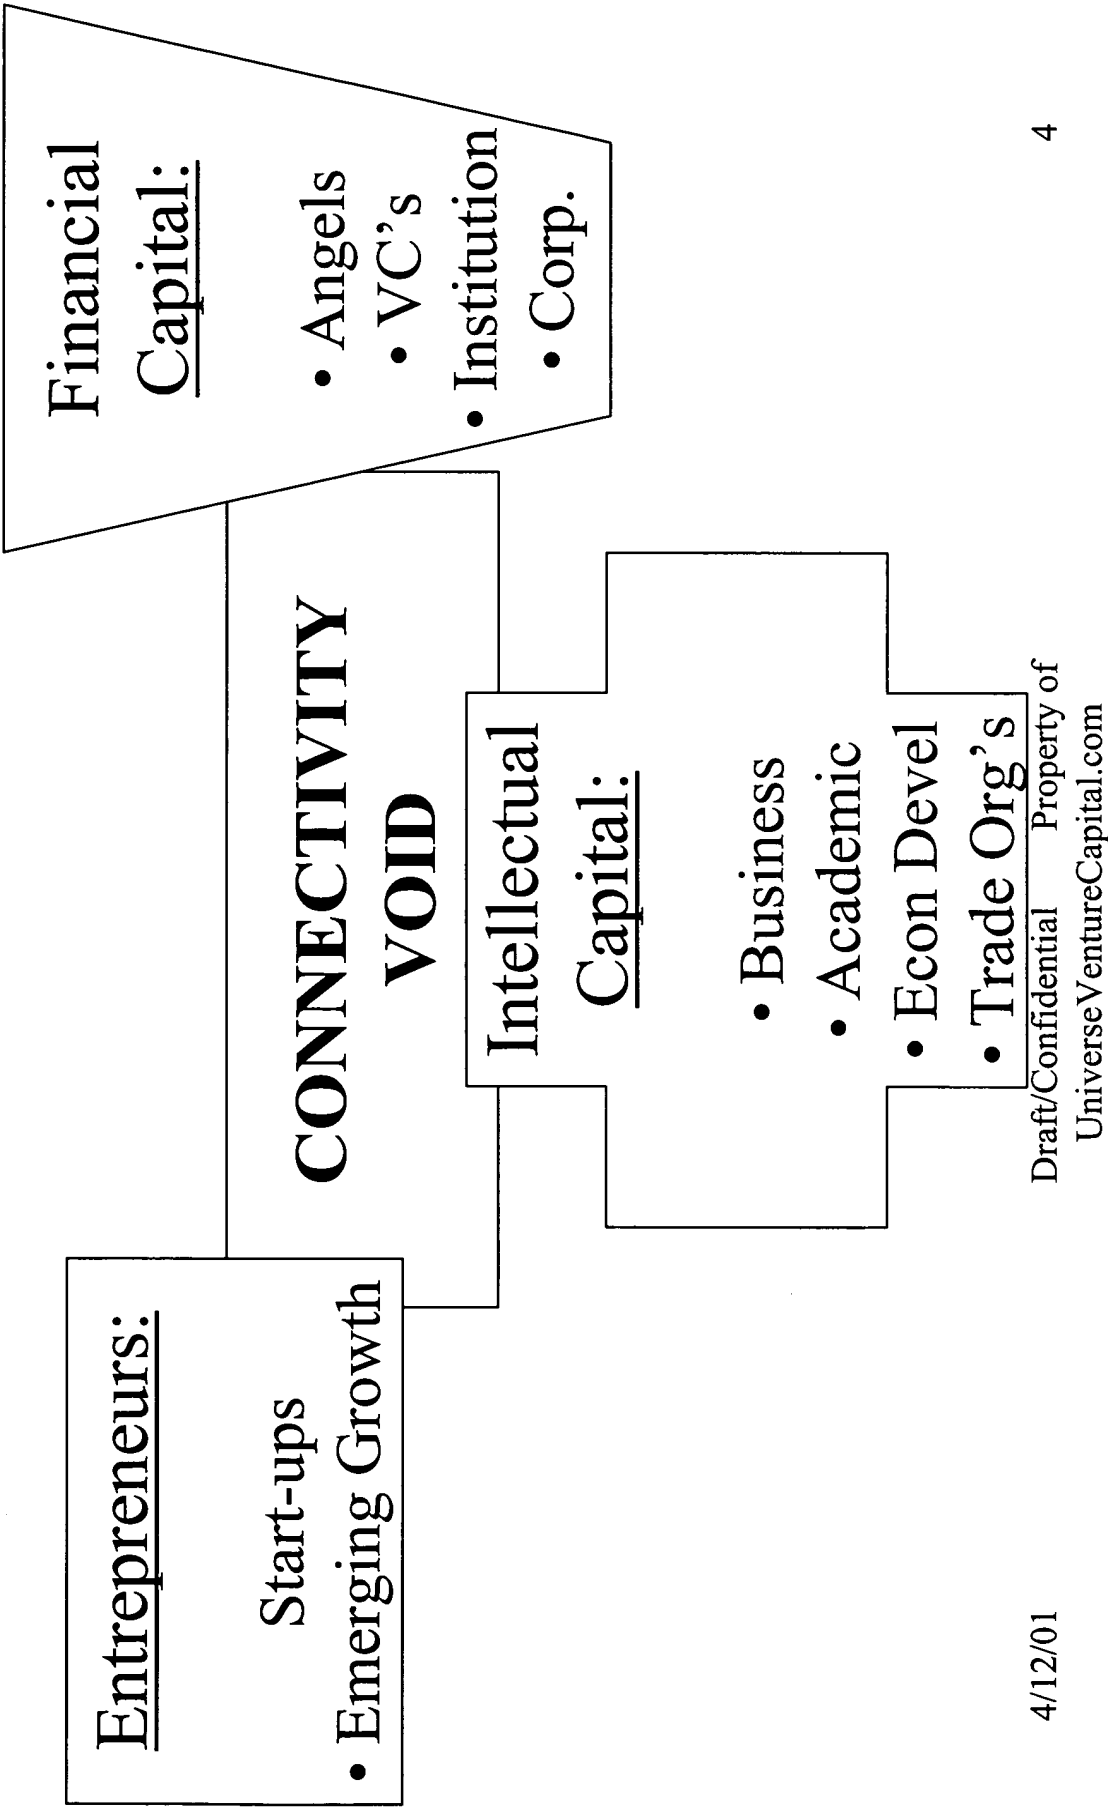 Entrepreneurs:
Start-ups
• Emerging Growth
CONNECTIVITY
VOID
Financial
Capital:
• Angels
• VC's
• Institution
• Corp.
Intellectual
Capital:
• Business
• Academic
• Econ Devel
• Trade Org's
4/12/01
Draft/Confidential Property of
UniverseVentureCapital.com
4